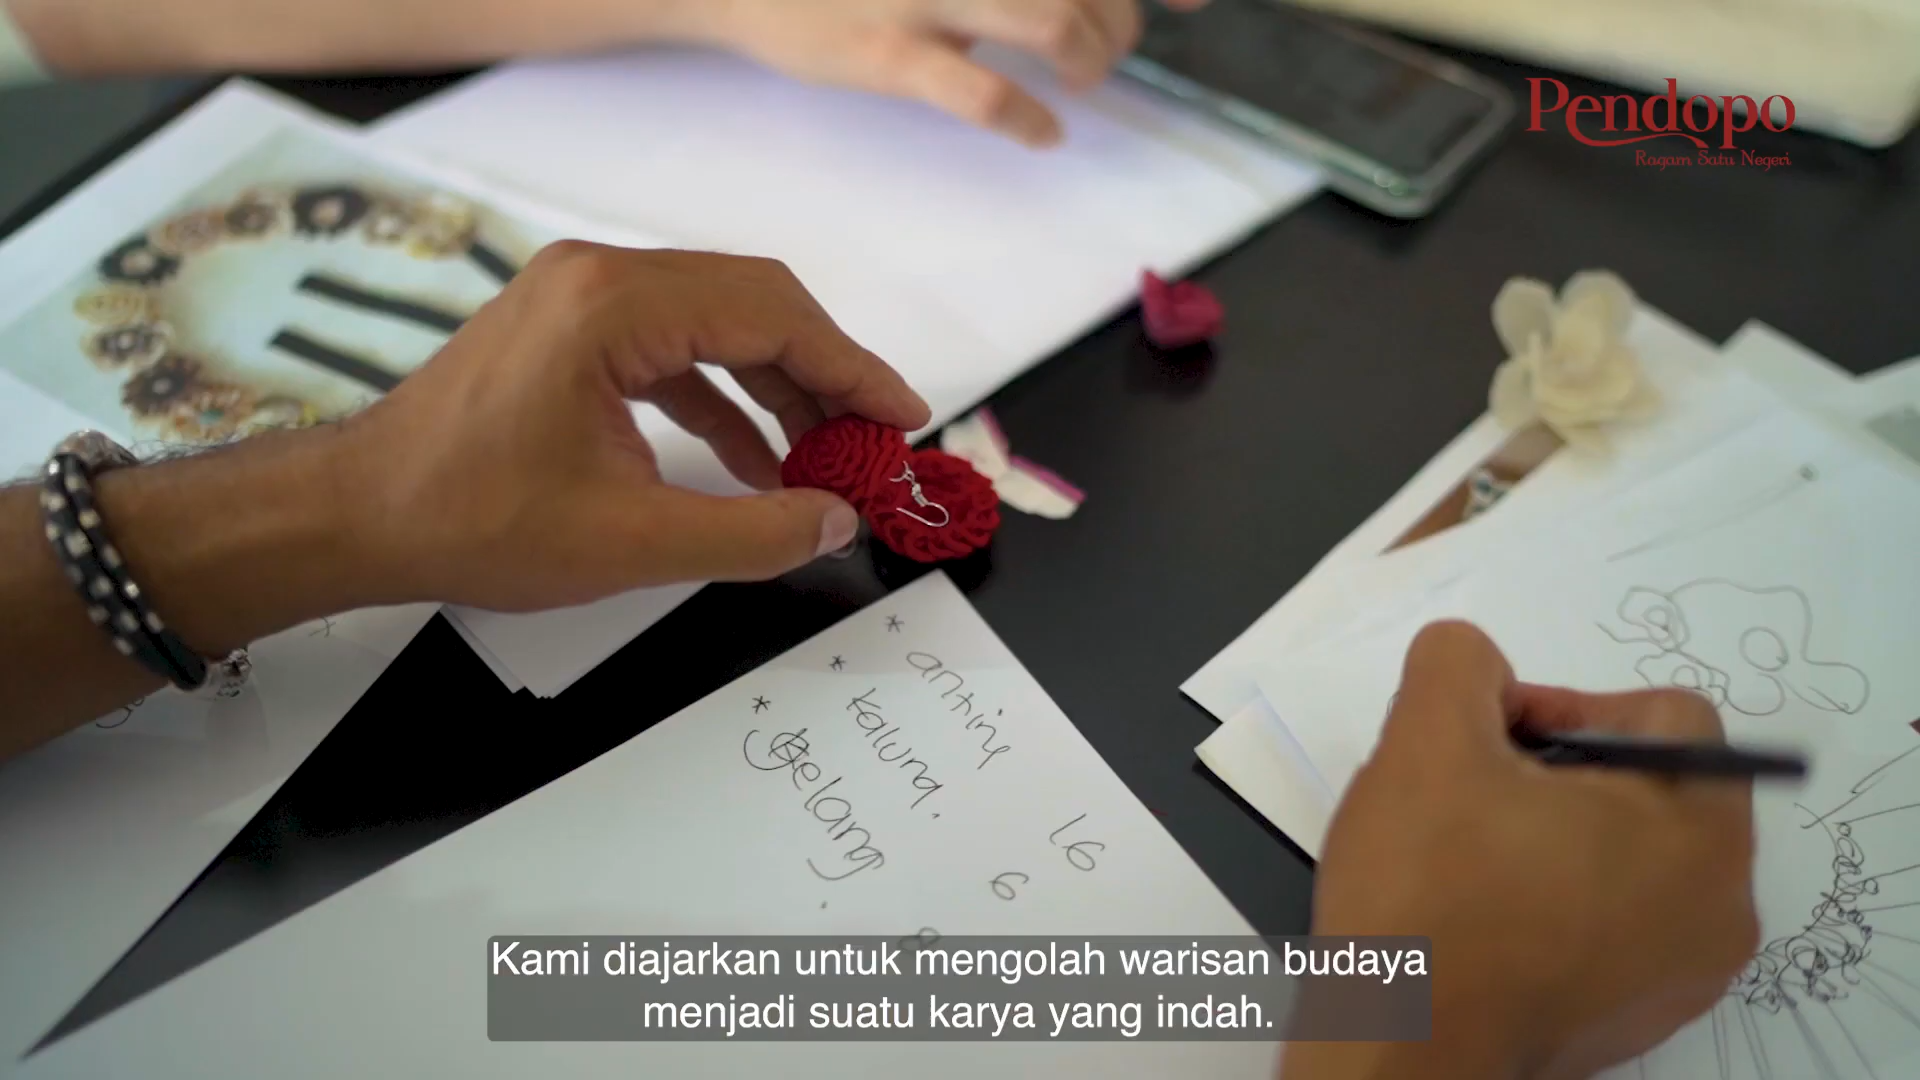 Pendopo
Ragam Satu Negeri
* anting 16
* kalung. 6
* Gelang. 8
Kami diajarkan untuk mengolah warisan budaya
menjadi suatu karya yang indah.